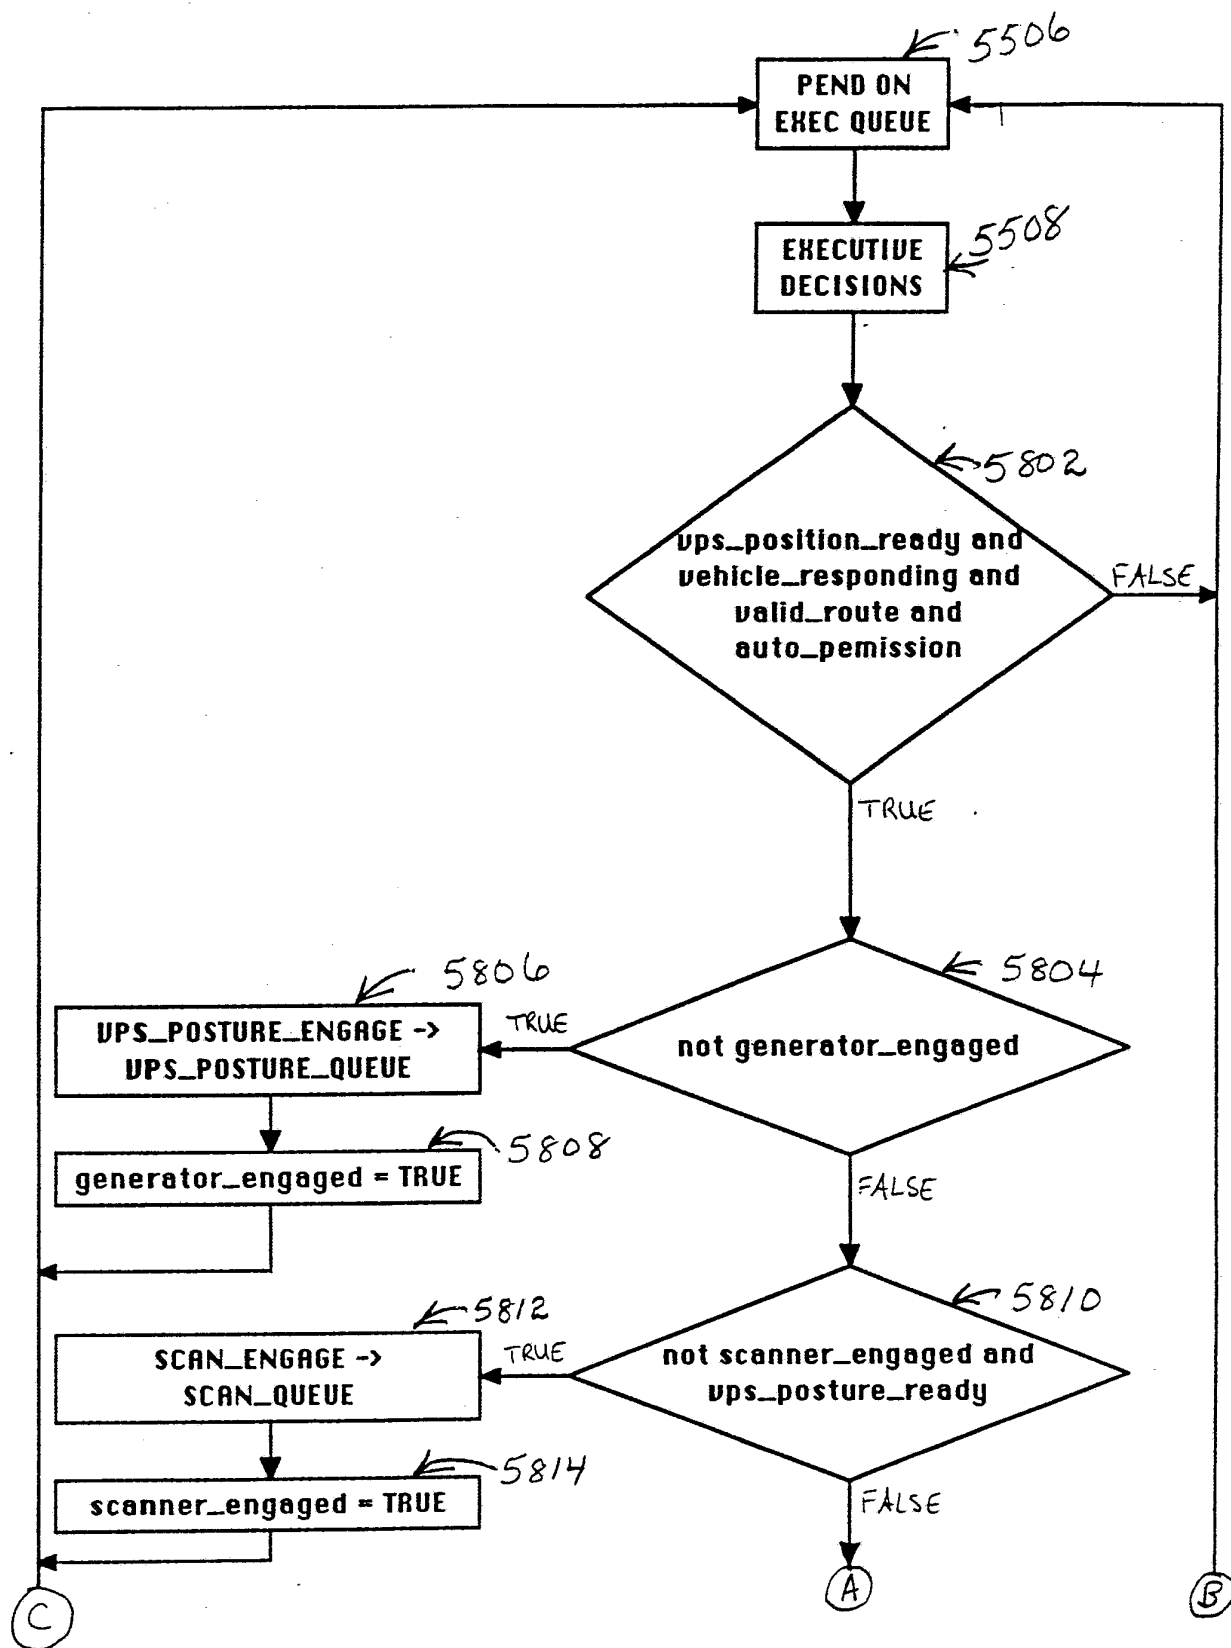 5506
PEND ON
EXEC QUEUE
5508
EXECUTIVE
DECISIONS
5802
vps_position_ready and
vehicle_responding and
valid_route and
auto_pemission
FALSE
TRUE
5804
not generator_engaged
TRUE
5806
VPS_POSTURE_ENGAGE ->
VPS_POSTURE_QUEUE
5808
generator_engaged = TRUE
FALSE
5810
not scanner_engaged and
vps_posture_ready
TRUE
5812
SCAN_ENGAGE ->
SCAN_QUEUE
5814
scanner_engaged = TRUE
FALSE
C
A
B